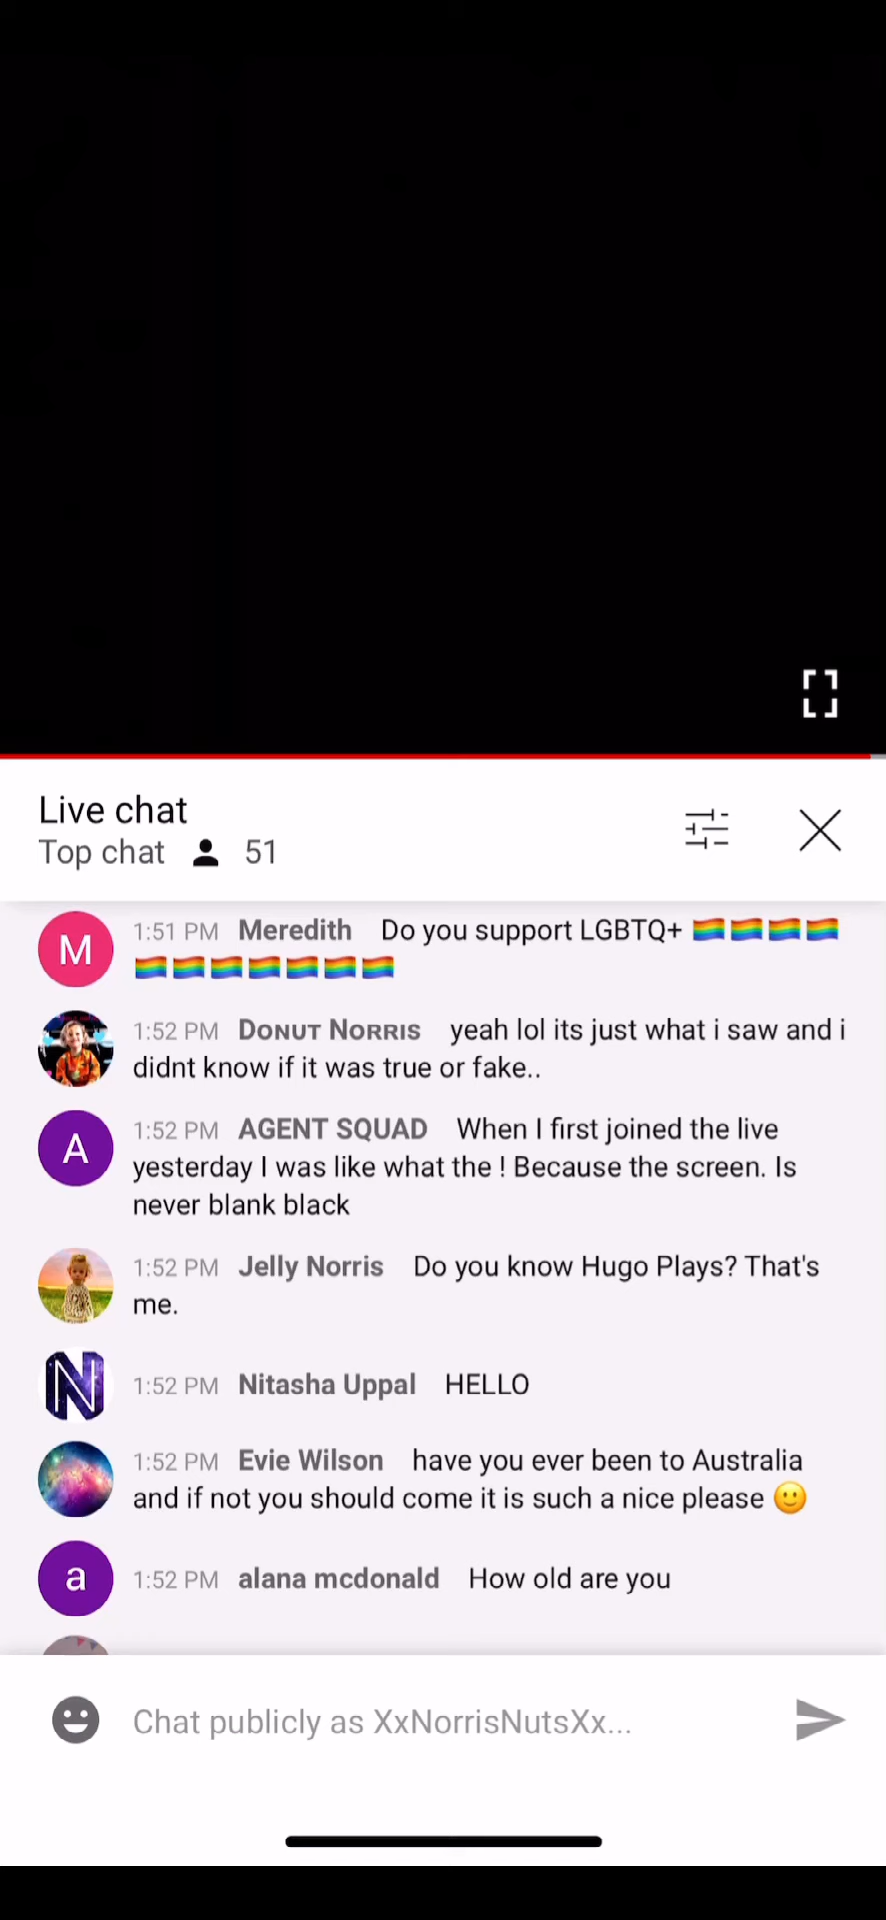 Live chat
Top chat 51
M 1:51 PM Meredith Do you support LGBTQ+ 🏳️‍🌈🏳️‍🌈🏳️‍🌈🏳️‍🌈
🏳️‍🌈🏳️‍🌈🏳️‍🌈🏳️‍🌈🏳️‍🌈🏳️‍🌈🏳️‍🌈
1:52 PM DONUT NORRIS yeah lol its just what i saw and i
didnt know if it was true or fake..
A 1:52 PM AGENT SQUAD When I first joined the live
yesterday I was like what the ! Because the screen. Is
never blank black
1:52 PM Jelly Norris Do you know Hugo Plays? That's
me.
N 1:52 PM Nitasha Uppal HELLO
1:52 PM Evie Wilson have you ever been to Australia
and if not you should come it is such a nice please 🙂
a 1:52 PM alana mcdonald How old are you
Chat publicly as XxNorrisNutsXx...